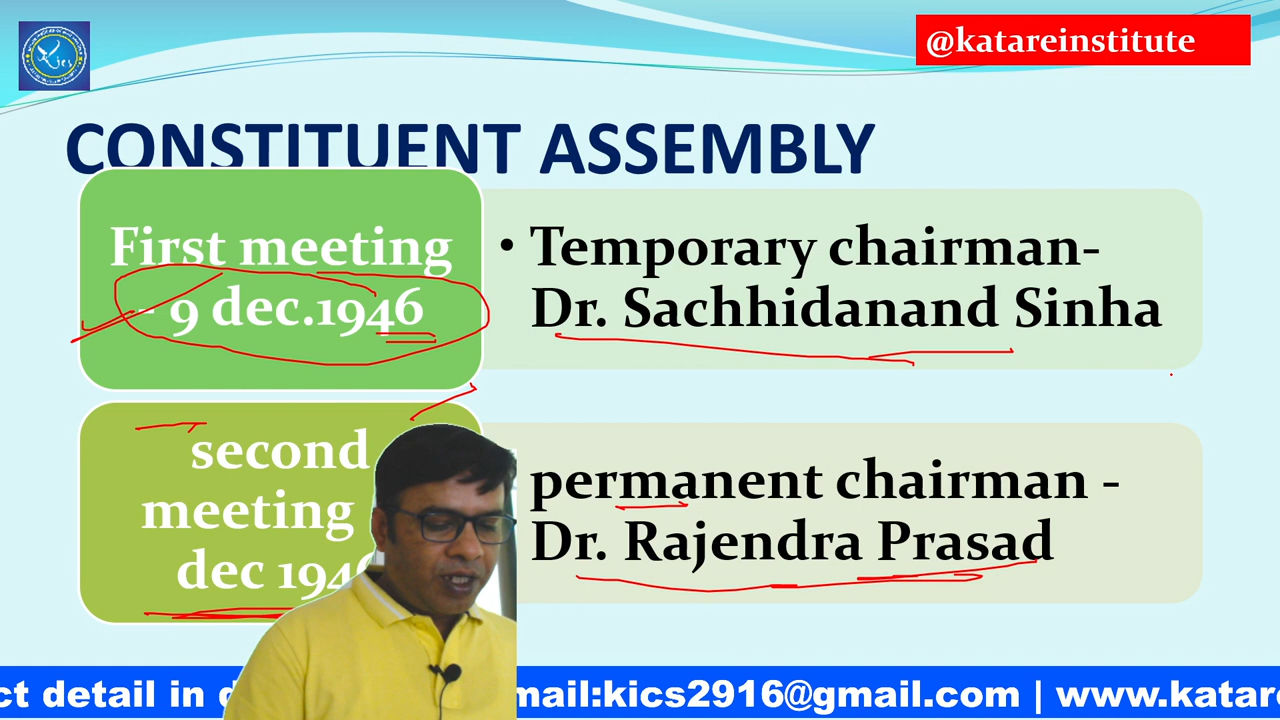 @katareinstitute
CONSTITUENT ASSEMBLY
First meeting
- 9 dec.1946
• Temporary chairman-
Dr. Sachhidanand Sinha
second
meeting
dec 1946
permanent chairman -
Dr. Rajendra Prasad
ct detail in
mail:kics2916@gmail.com | www.katar